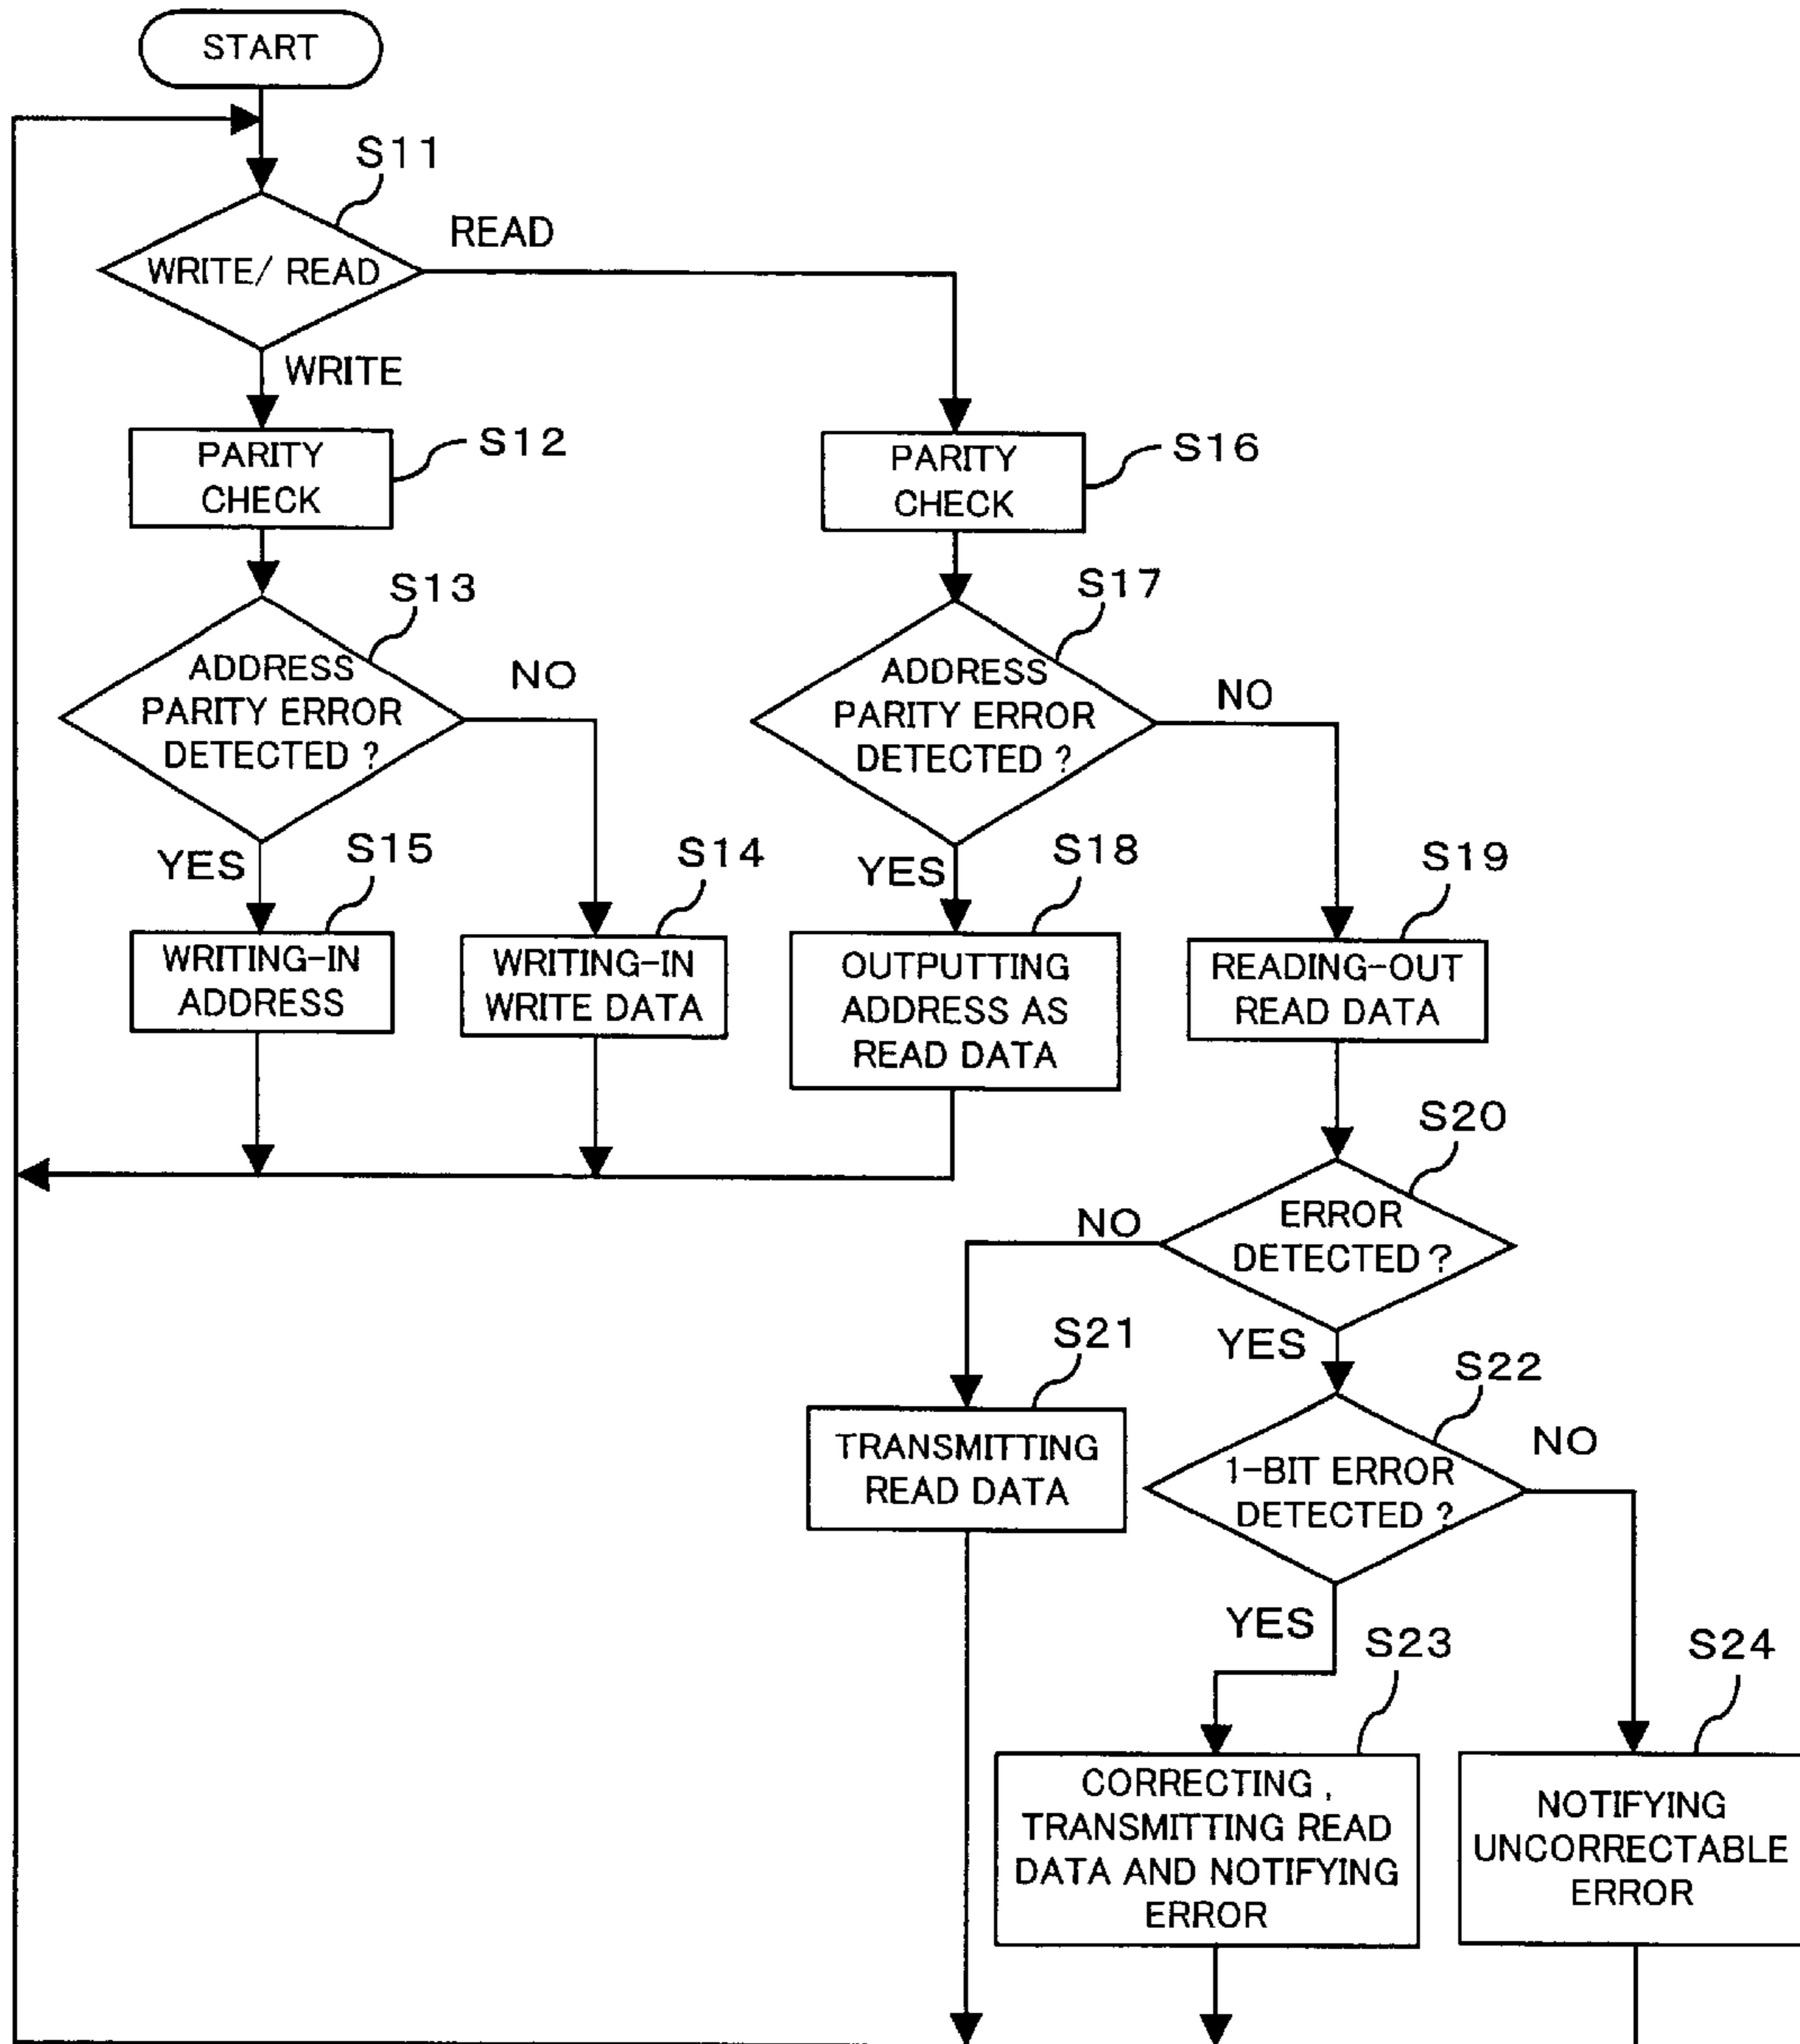 START
S11
READ
WRITE/ READ
WRITE
PARITY
CHECK
S12
PARITY
CHECK
S16
S13
ADDRESS
PARITY ERROR
DETECTED ?
NO
S17
ADDRESS
PARITY ERROR
DETECTED ?
NO
YES
S15
S14
YES
S18
S19
WRITING-IN
ADDRESS
WRITING-IN
WRITE DATA
OUTPUTTING
ADDRESS AS
READ DATA
READING-OUT
READ DATA
S20
NO
ERROR
DETECTED ?
YES
S21
S22
TRANSMITTING
READ DATA
1-BIT ERROR
DETECTED ?
NO
YES
S23
S24
CORRECTING ,
TRANSMITTING READ
DATA AND NOTIFYING
ERROR
NOTIFYING
UNCORRECTABLE
ERROR